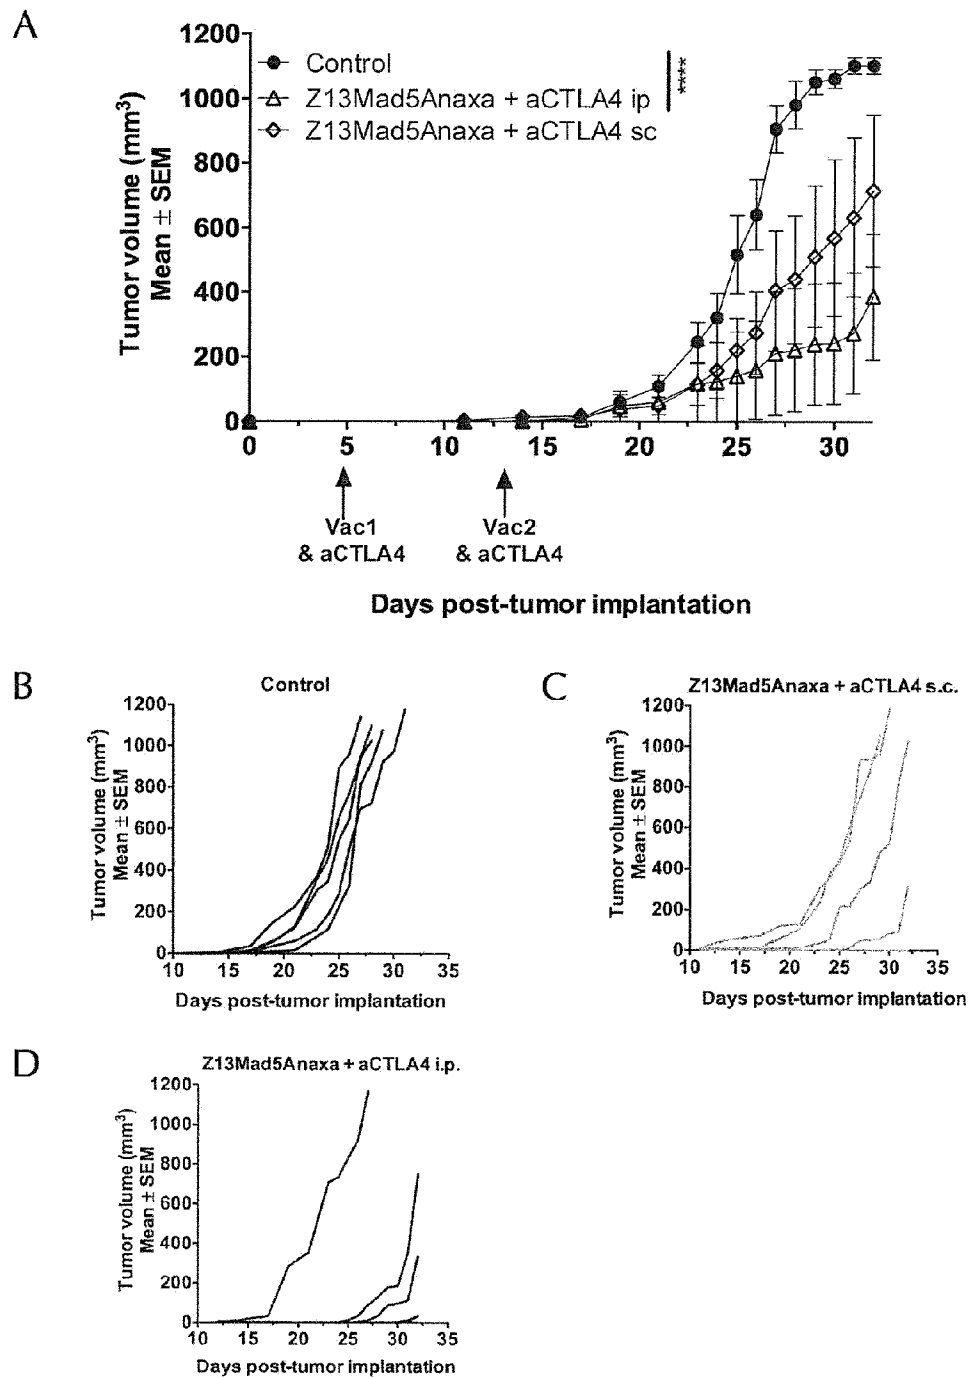 A
1200
1000
800
600
400
200
0
Tumor volume (mm³)
Mean ± SEM
Control
Z13Mad5Anaxa + aCTLA4 ip
Z13Mad5Anaxa + aCTLA4 sc
****
0 5 10 15 20 25 30
Vac1
& aCTLA4
Vac2
& aCTLA4
Days post-tumor implantation
B
Control
1200
1000
800
600
400
200
0
Tumor volume (mm³)
Mean ± SEM
10 15 20 25 30 35
Days post-tumor implantation
C
Z13Mad5Anaxa + aCTLA4 s.c.
1200
1000
800
600
400
200
0
Tumor volume (mm³)
Mean ± SEM
10 15 20 25 30 35
Days post-tumor implantation
D
Z13Mad5Anaxa + aCTLA4 i.p.
1200
1000
800
600
400
200
0
Tumor volume (mm³)
Mean ± SEM
10 15 20 25 30 35
Days post-tumor implantation